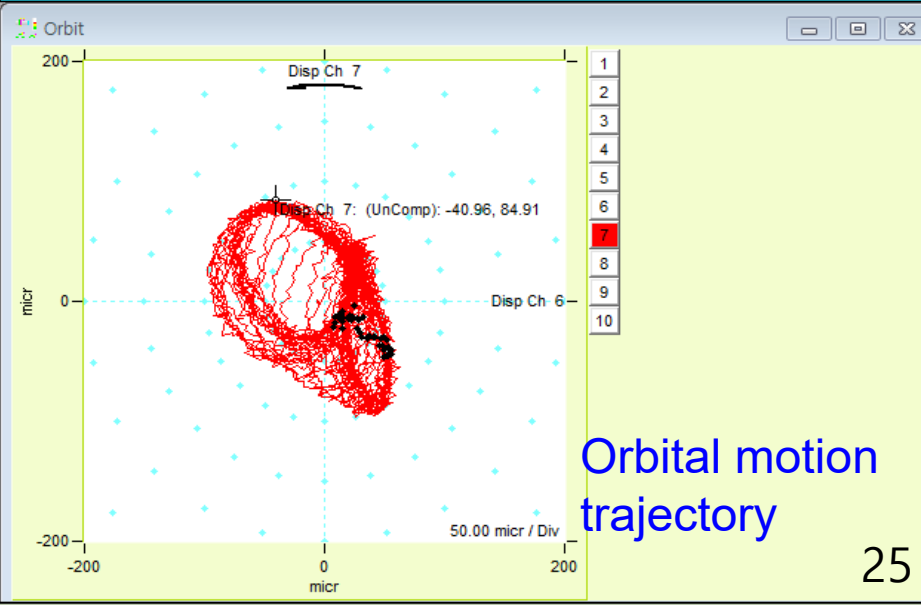 Orbit
200
Disp Ch 7
1
2
3
4
5
6
7
8
9
10
Disp Ch 7: (UnComp): -40.96, 84.91
micr
0
Disp Ch 6
50.00 micr / Div
-200
-200
0
200
micr
Orbital motion
trajectory
25